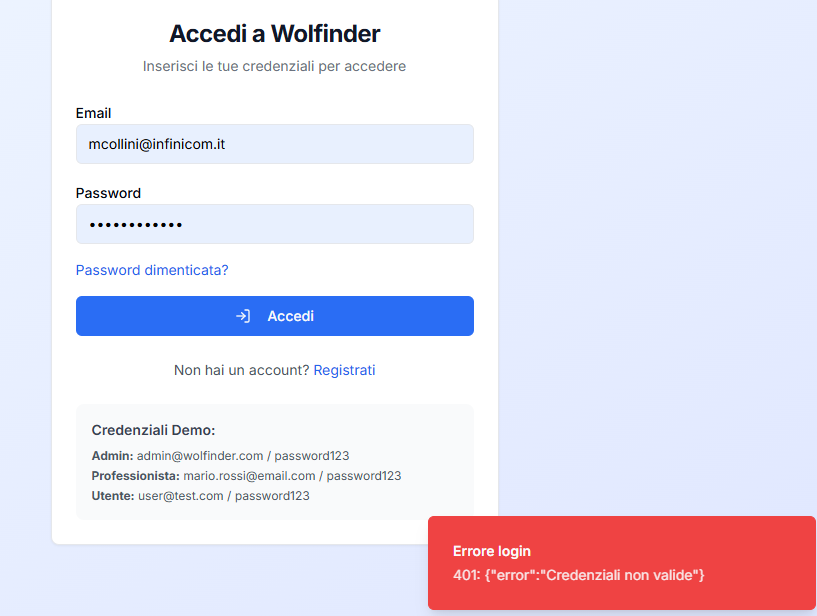 Accedi a Wolfinder
Inserisci le tue credenziali per accedere
Email
mcollini@infinicom.it
Password
••••••••••••
Password dimenticata?
Accedi
Non hai un account? Registrati
Credenziali Demo:
Admin: admin@wolfinder.com / password123
Professionista: mario.rossi@email.com / password123
Utente: user@test.com / password123
Errore login
401: {"error":"Credenziali non valide"}